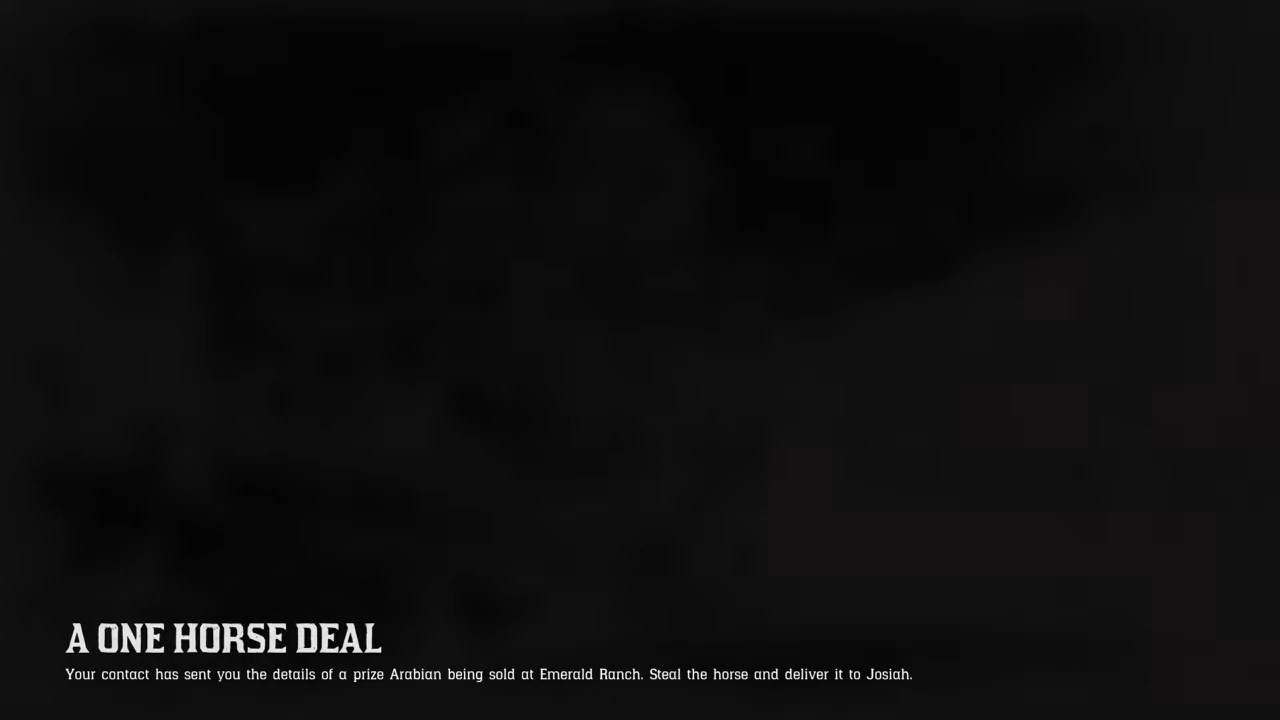 A ONE HORSE DEAL
Your contact has sent you the details of a prize Arabian being sold at Emerald Ranch. Steal the horse and deliver it to Josiah.